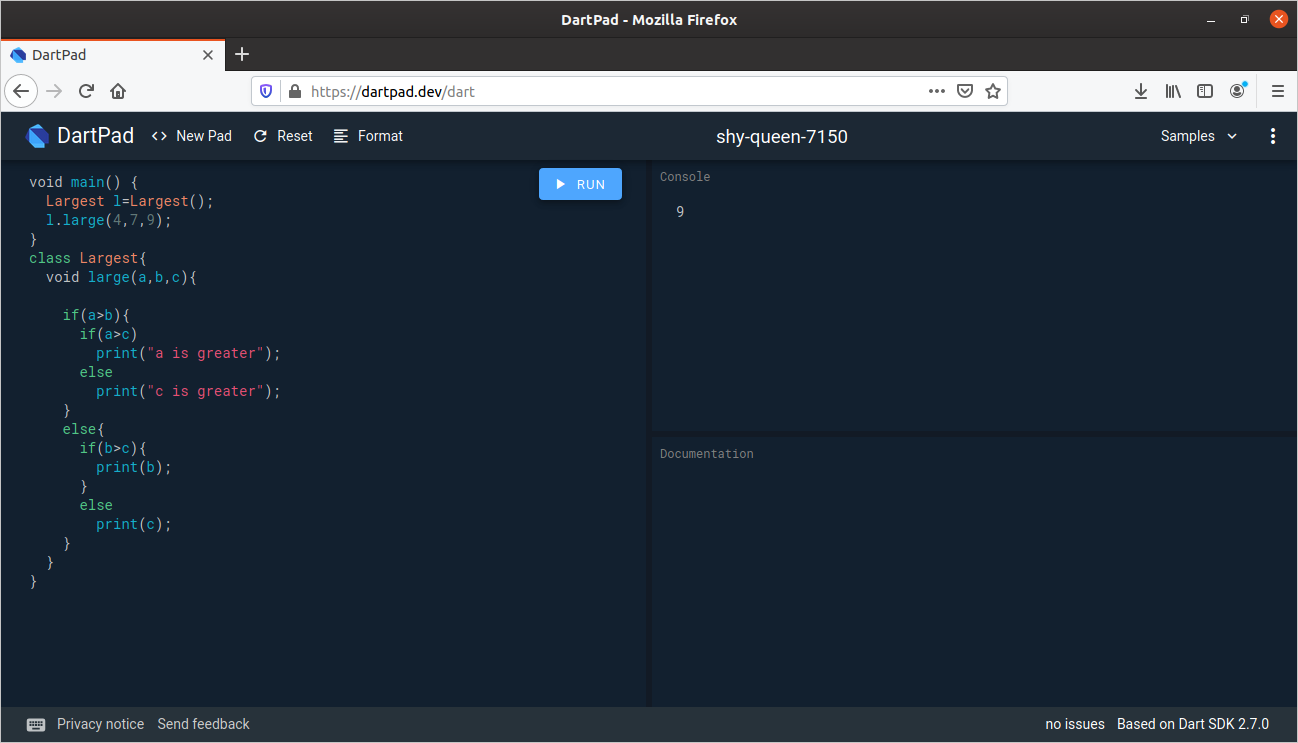 DartPad - Mozilla Firefox
DartPad
https://dartpad.dev/dart
DartPad <> New Pad Reset Format shy-queen-7150 Samples
void main() {
  Largest l=Largest();
  l.large(4,7,9);
}
class Largest{
  void large(a,b,c){
    if(a>b){
      if(a>c)
        print("a is greater");
      else
        print("c is greater");
    }
    else{
      if(b>c){
        print(b);
      }
      else
        print(c);
    }
  }
}
RUN
Console
9
Documentation
Privacy notice Send feedback no issues Based on Dart SDK 2.7.0